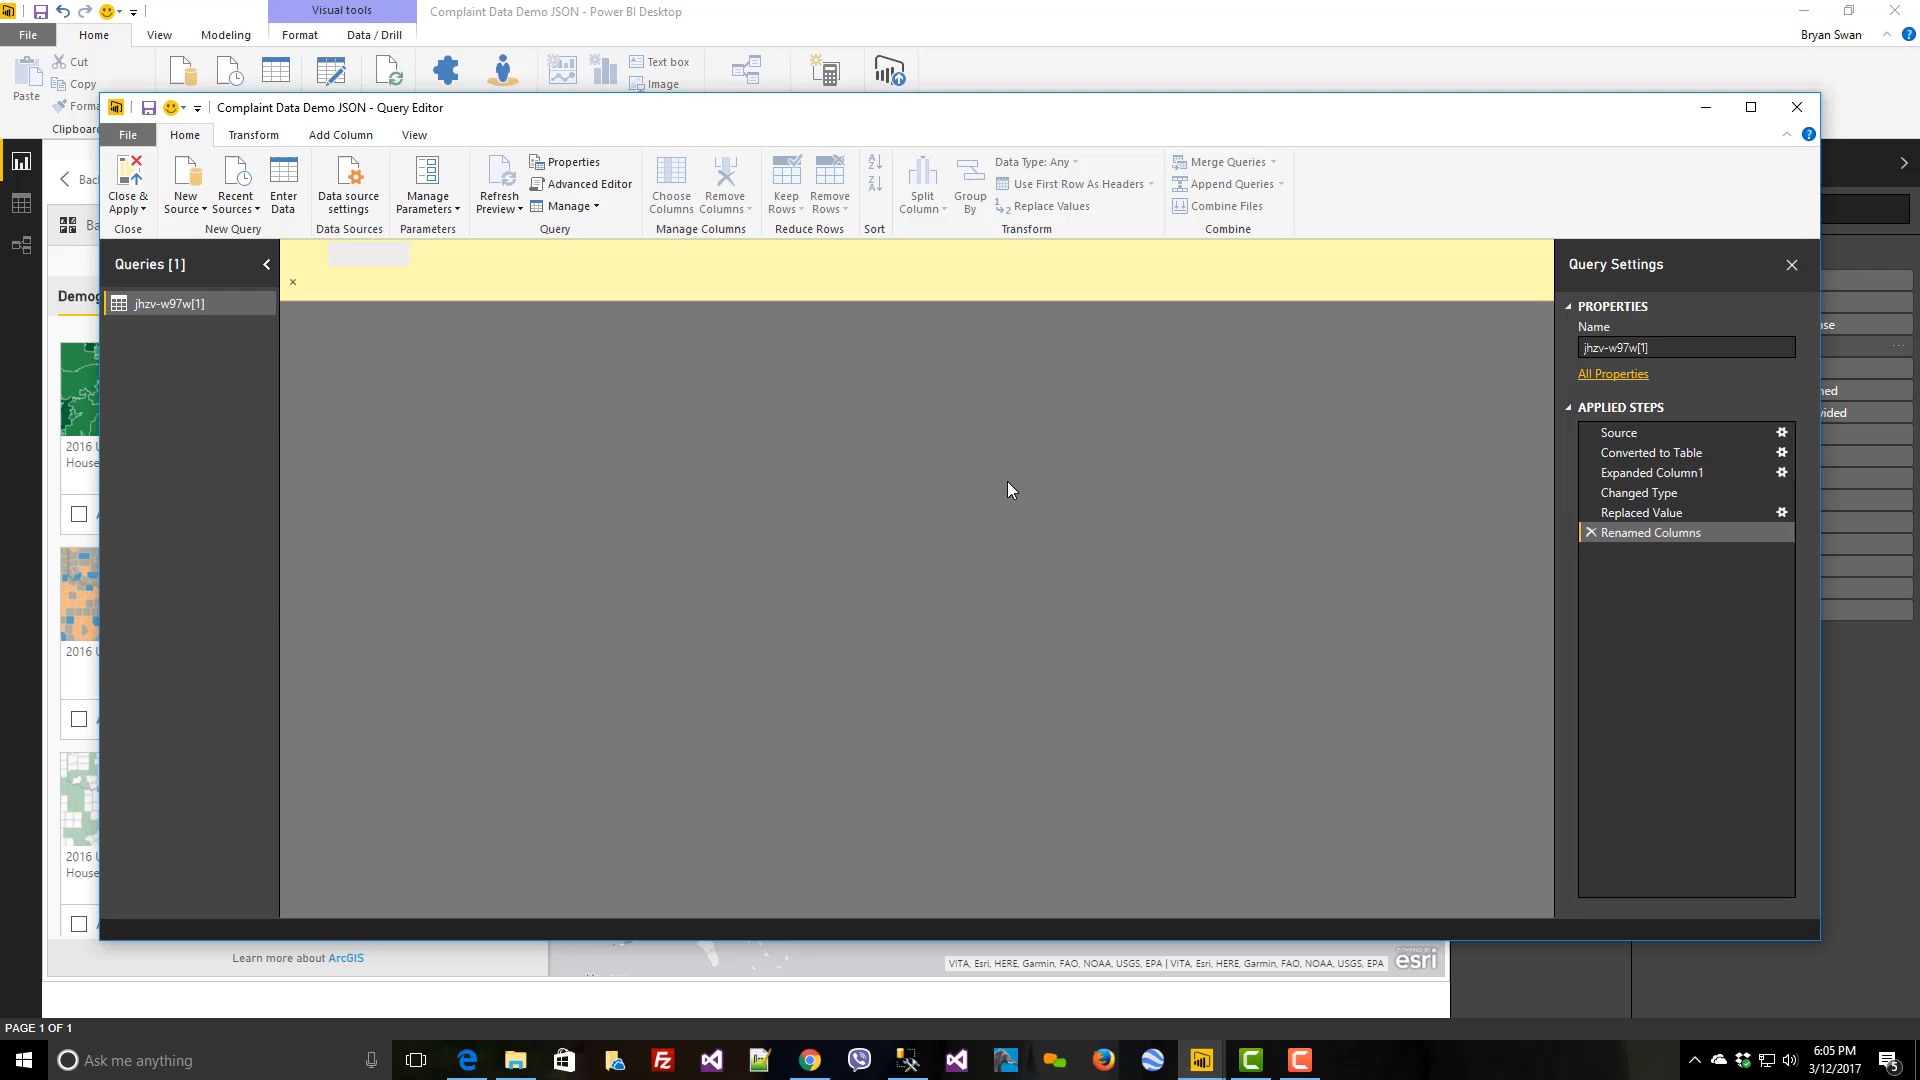 Visual tools
Complaint Data Demo JSON - Power BI Desktop
File
Home
View
Modeling
Format
Data / Drill
Bryan Swan
Paste
Cut
Copy
Clipboard
Text box
Image
Complaint Data Demo JSON - Query Editor
File
Home
Transform
Add Column
View
Close & Apply
Close
New Source
Recent Sources
Enter Data
New Query
Data source settings
Data Sources
Manage Parameters
Parameters
Refresh Preview
Properties
Advanced Editor
Manage
Query
Choose Columns
Remove Columns
Manage Columns
Keep Rows
Remove Rows
Reduce Rows
Sort
Split Column
Group By
Data Type: Any
Use First Row As Headers
Replace Values
Transform
Merge Queries
Append Queries
Combine Files
Combine
Queries [1]
jhzv-w97w[1]
Query Settings
PROPERTIES
Name
jhzv-w97w[1]
All Properties
APPLIED STEPS
Source
Converted to Table
Expanded Column1
Changed Type
Replaced Value
Renamed Columns
2016
House
2016
2016
House
Learn more about ArcGIS
VITA, Esri, HERE, Garmin, FAO, NOAA, USGS, EPA | VITA, Esri, HERE, Garmin, FAO, NOAA, USGS, EPA
POWERED BY
esri
PAGE 1 OF 1
Ask me anything
6:05 PM
3/12/2017
5